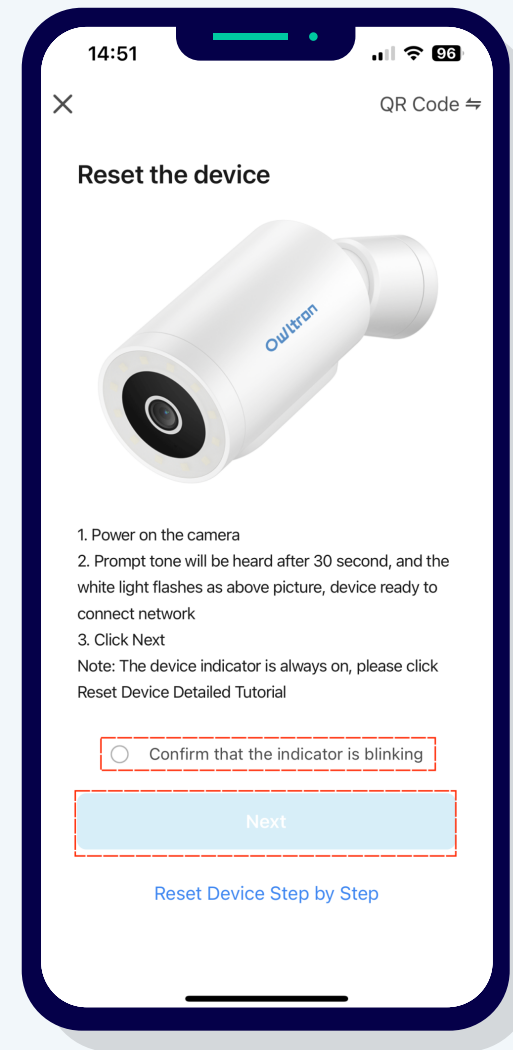 14:51
96
QR Code ⇋
Reset the device
Owltron
1. Power on the camera
2. Prompt tone will be heard after 30 second, and the
white light flashes as above picture, device ready to
connect network
3. Click Next
Note: The device indicator is always on, please click
Reset Device Detailed Tutorial
Confirm that the indicator is blinking
Next
Reset Device Step by Step